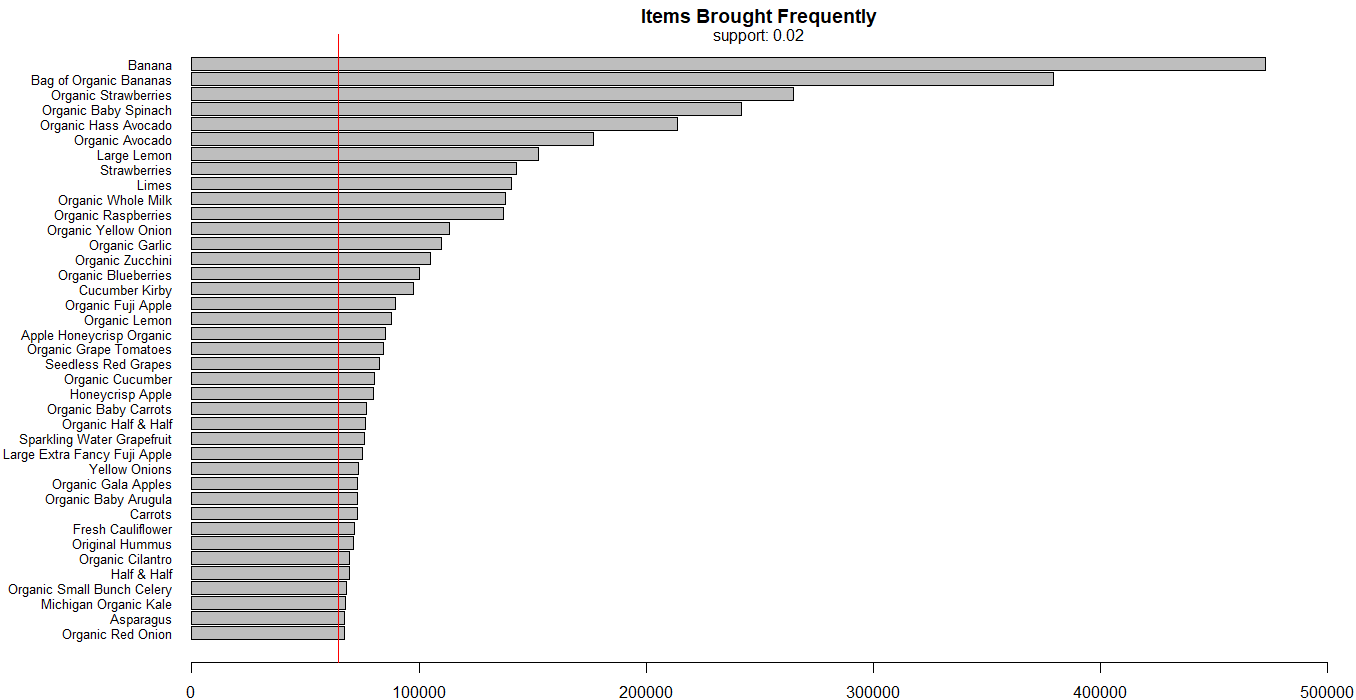 Items Brought Frequently
support: 0.02
Banana
Bag of Organic Bananas
Organic Strawberries
Organic Baby Spinach
Organic Hass Avocado
Organic Avocado
Large Lemon
Strawberries
Limes
Organic Whole Milk
Organic Raspberries
Organic Yellow Onion
Organic Garlic
Organic Zucchini
Organic Blueberries
Cucumber Kirby
Organic Fuji Apple
Organic Lemon
Apple Honeycrisp Organic
Organic Grape Tomatoes
Seedless Red Grapes
Organic Cucumber
Honeycrisp Apple
Organic Baby Carrots
Organic Half & Half
Sparkling Water Grapefruit
Large Extra Fancy Fuji Apple
Yellow Onions
Organic Gala Apples
Organic Baby Arugula
Carrots
Fresh Cauliflower
Original Hummus
Organic Cilantro
Half & Half
Organic Small Bunch Celery
Michigan Organic Kale
Asparagus
Organic Red Onion
0 100000 200000 300000 400000 500000